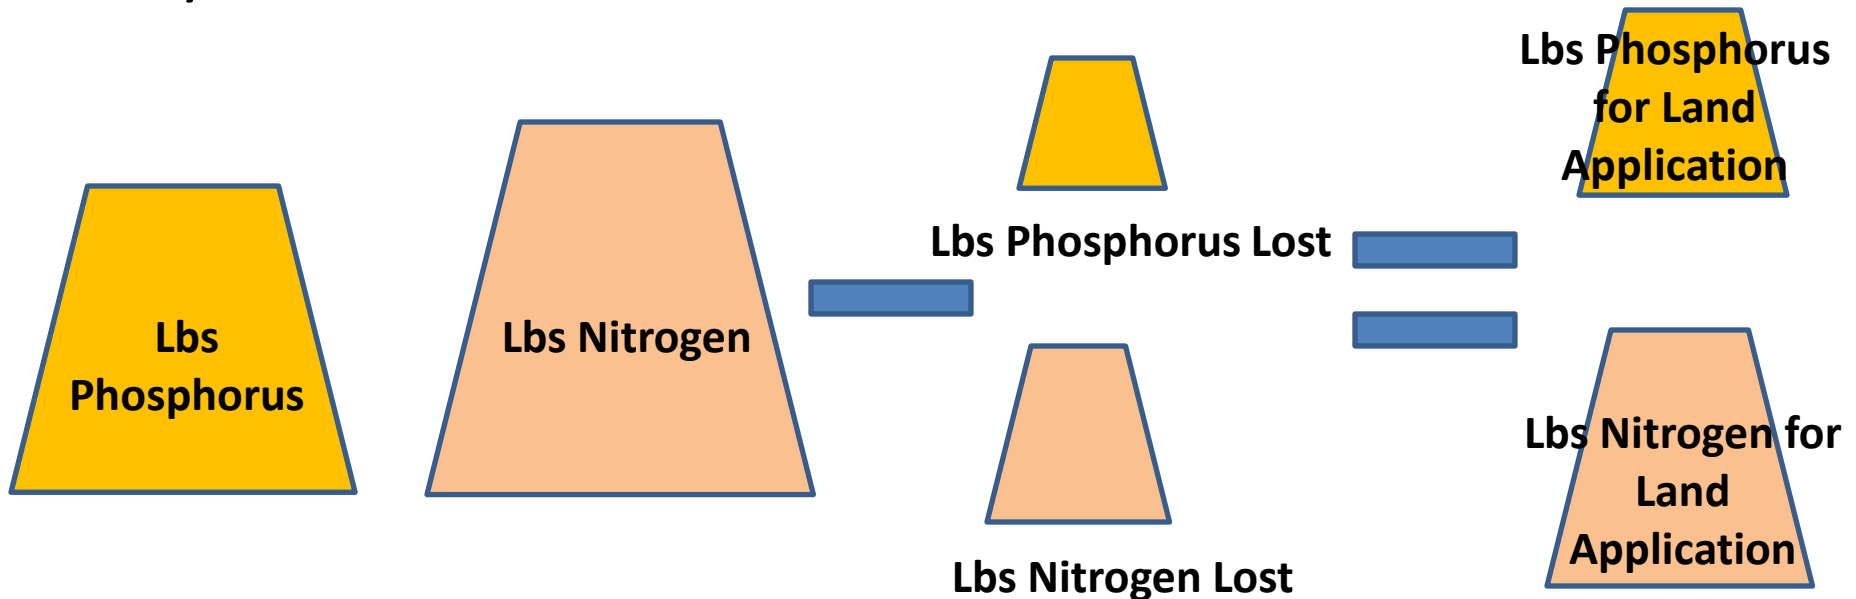 Lbs
Phosphorus
Lbs Nitrogen
Lbs Phosphorus Lost
Lbs Nitrogen Lost
Lbs Phosphorus
for Land
Application
Lbs Nitrogen for
Land
Application